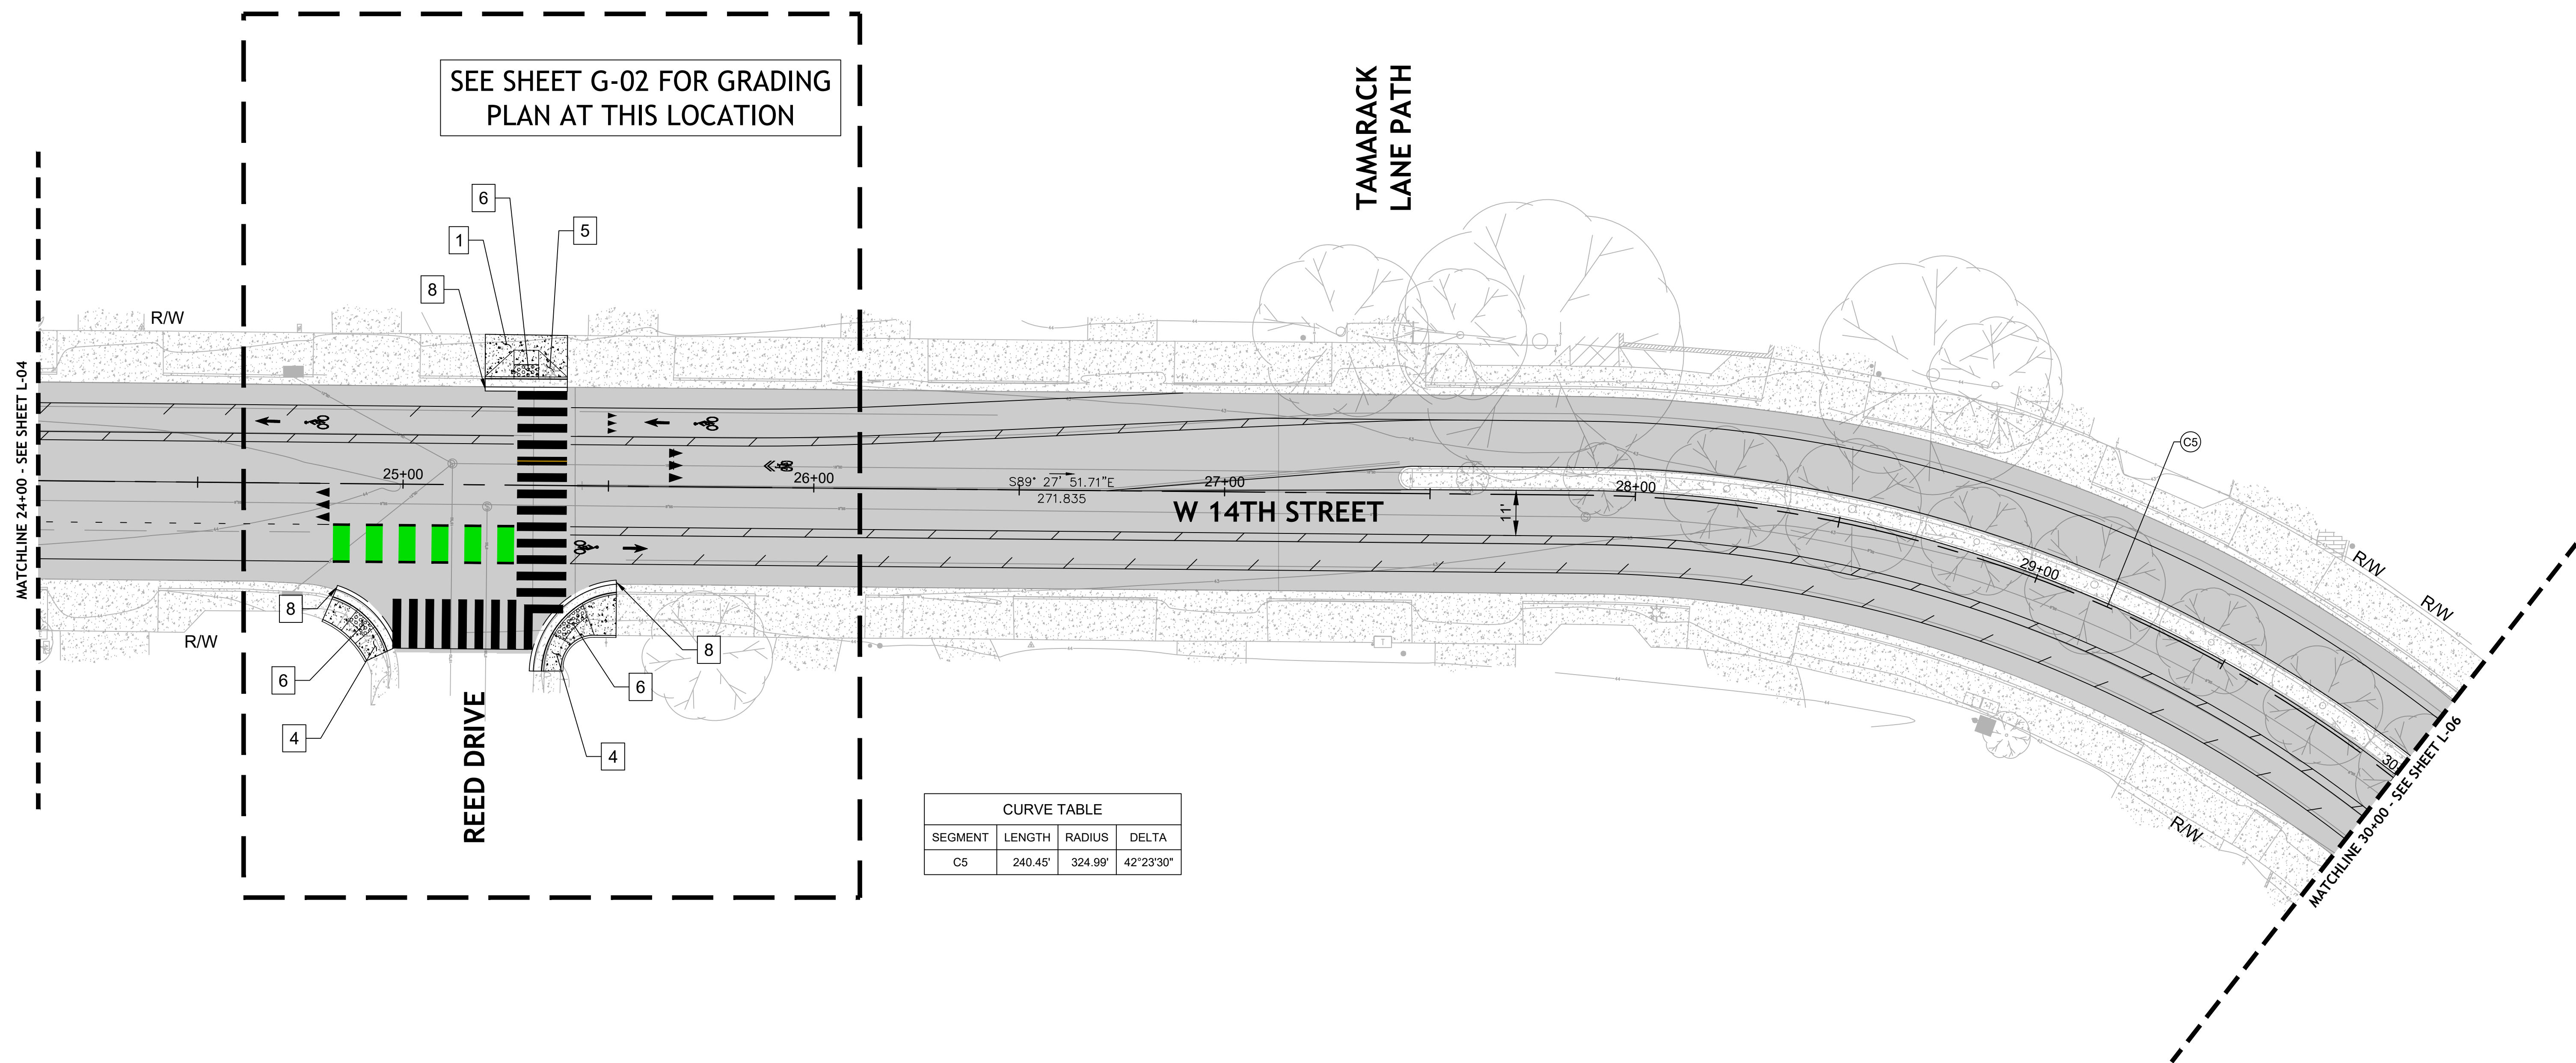 SEE SHEET G-02 FOR GRADING
PLAN AT THIS LOCATION
TAMARACK
LANE PATH
6
5
1
8
R/W
MATCHLINE 24+00 - SEE SHEET L-04
25+00
26+00
S89° 27' 51.71"E
271.835
27+00
28+00
W 14TH STREET
11'
C5
29+00
R/W
R/W
8
R/W
6
4
8
6
4
T
REED DRIVE
30
R/W
MATCHLINE 30+00 - SEE SHEET L-06
CURVE TABLE
SEGMENT LENGTH RADIUS DELTA
C5 240.45' 324.99' 42°23'30"